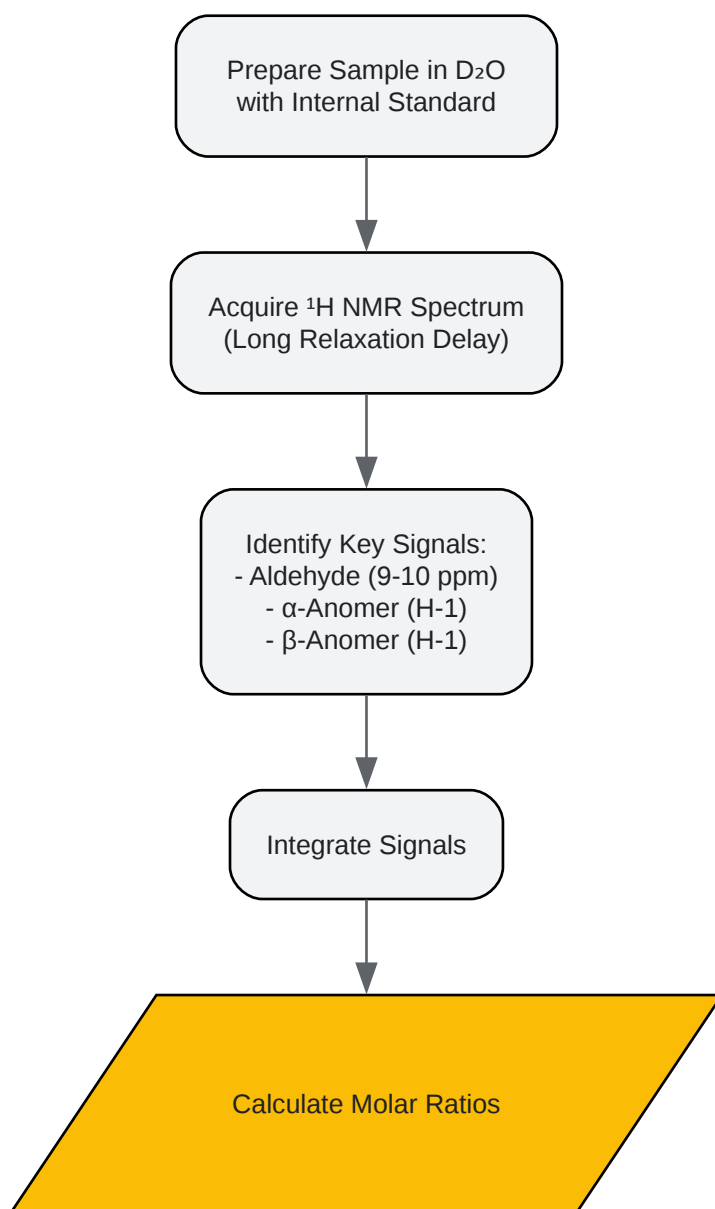 Prepare Sample in D₂O
with Internal Standard
Acquire ¹H NMR Spectrum
(Long Relaxation Delay)
Identify Key Signals:
- Aldehyde (9-10 ppm)
- α-Anomer (H-1)
- β-Anomer (H-1)
Integrate Signals
Calculate Molar Ratios